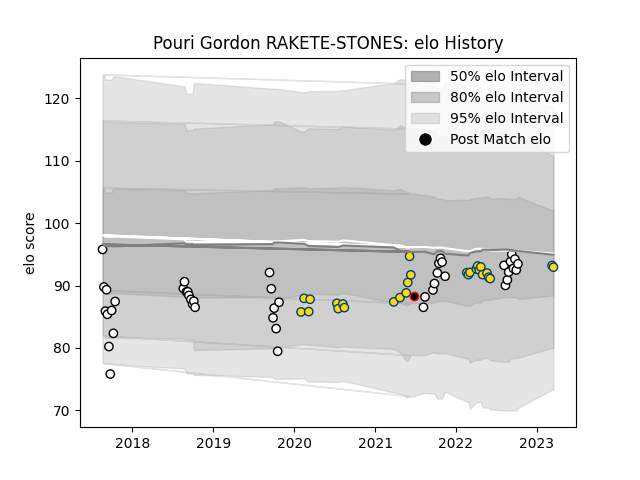 Pouri Gordon RAKETE-STONES: elo History
50% elo Interval
80% elo Interval
95% elo Interval
Post Match elo
elo score
120
110
100
90
80
70
2018 2019 2020 2021 2022 2023